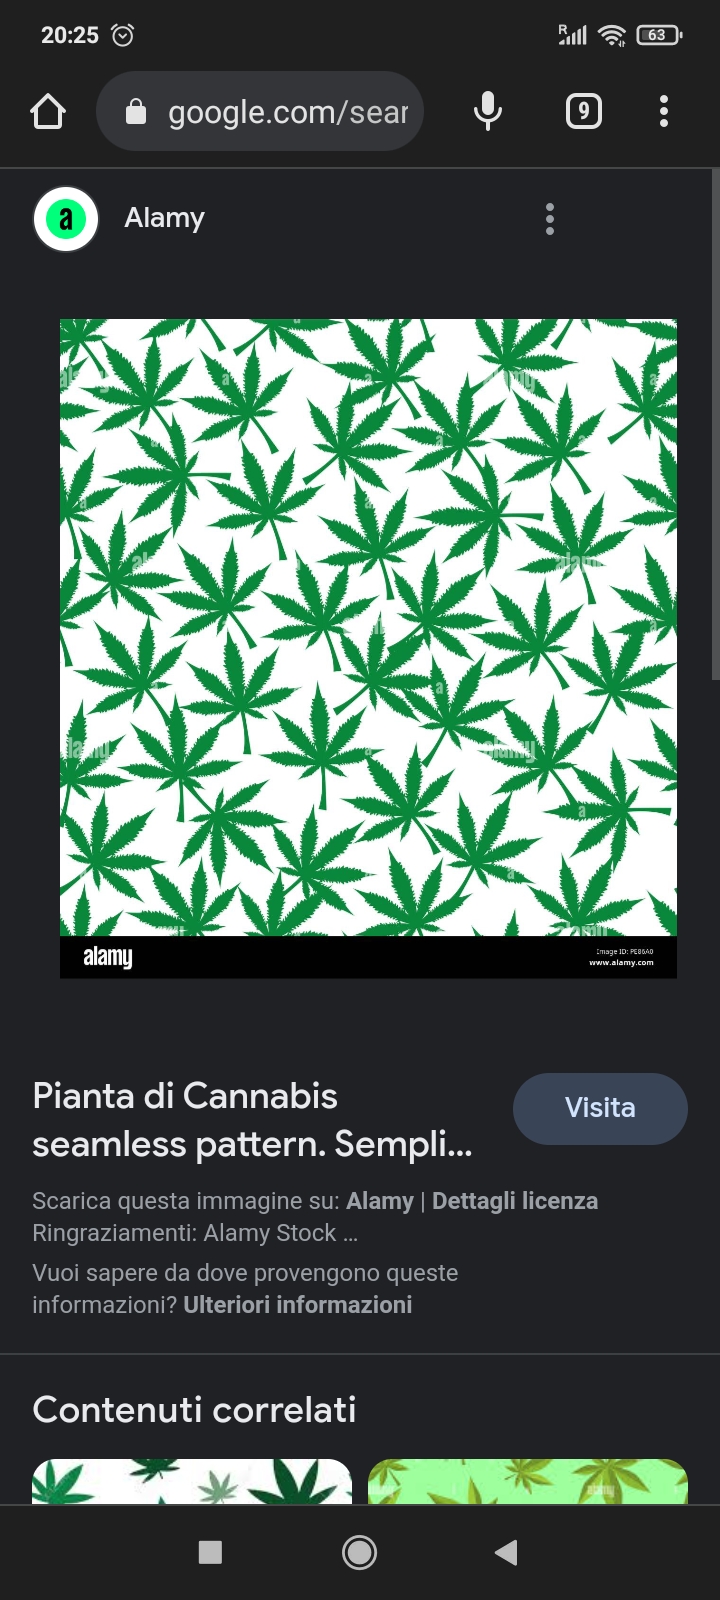 20:25
R
63
google.com/sear
9
a Alamy
alamy
Image ID: PE86A0
www.alamy.com
Pianta di Cannabis
seamless pattern. Sempli...
Visita
Scarica questa immagine su: Alamy | Dettagli licenza
Ringraziamenti: Alamy Stock ...
Vuoi sapere da dove provengono queste
informazioni? Ulteriori informazioni
Contenuti correlati